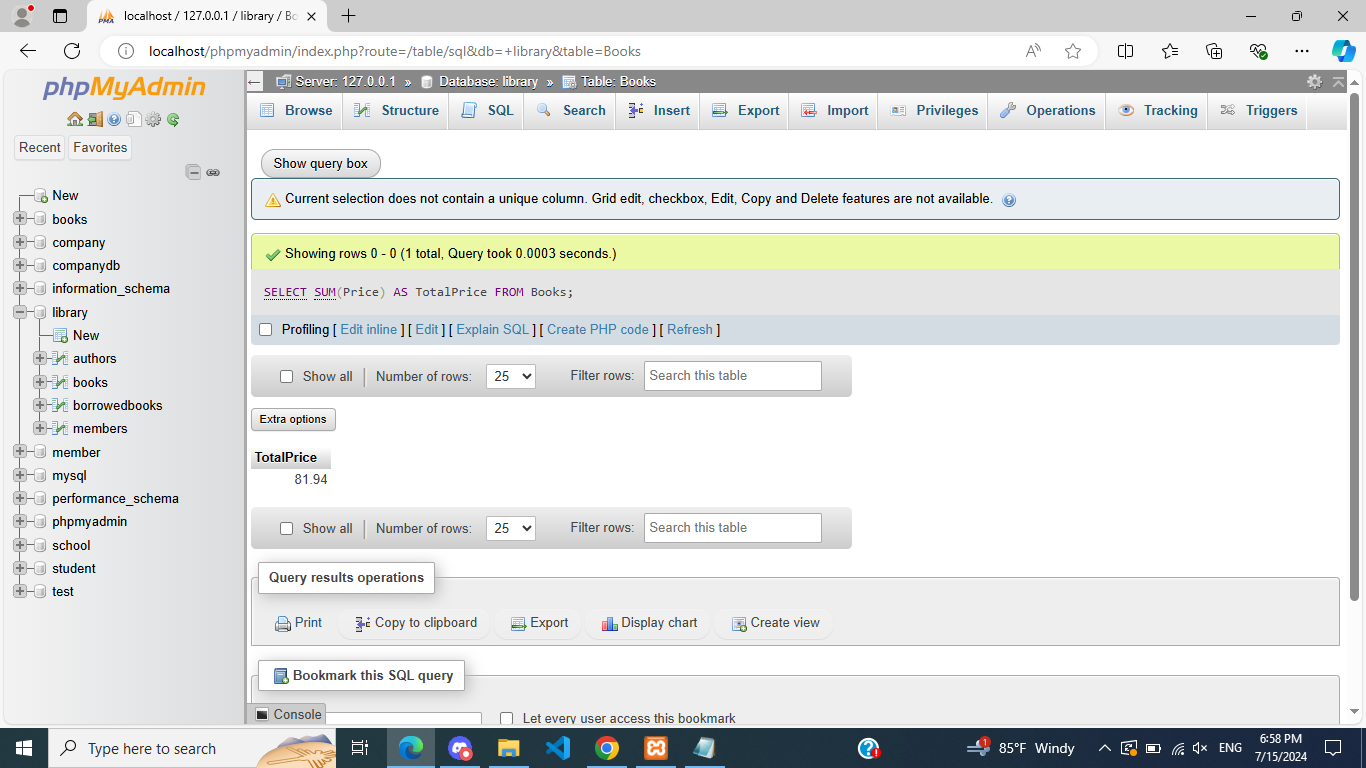 localhost / 127.0.0.1 / library / Bo
localhost/phpmyadmin/index.php?route=/table/sql&db=+library&table=Books
phpMyAdmin
Recent Favorites
New
books
company
companydb
information_schema
library
New
authors
books
borrowedbooks
members
member
mysql
performance_schema
phpmyadmin
school
student
test
Server: 127.0.0.1 » Database: library » Table: Books
Browse Structure SQL Search Insert Export Import Privileges Operations Tracking Triggers
Show query box
Current selection does not contain a unique column. Grid edit, checkbox, Edit, Copy and Delete features are not available.
Showing rows 0 - 0 (1 total, Query took 0.0003 seconds.)
SELECT SUM(Price) AS TotalPrice FROM Books;
Profiling [ Edit inline ] [ Edit ] [ Explain SQL ] [ Create PHP code ] [ Refresh ]
Show all Number of rows: 25 Filter rows: Search this table
Extra options
TotalPrice
81.94
Show all Number of rows: 25 Filter rows: Search this table
Query results operations
Print Copy to clipboard Export Display chart Create view
Bookmark this SQL query
Console
Let every user access this bookmark
Type here to search
1
85°F Windy
ENG
6:58 PM
7/15/2024